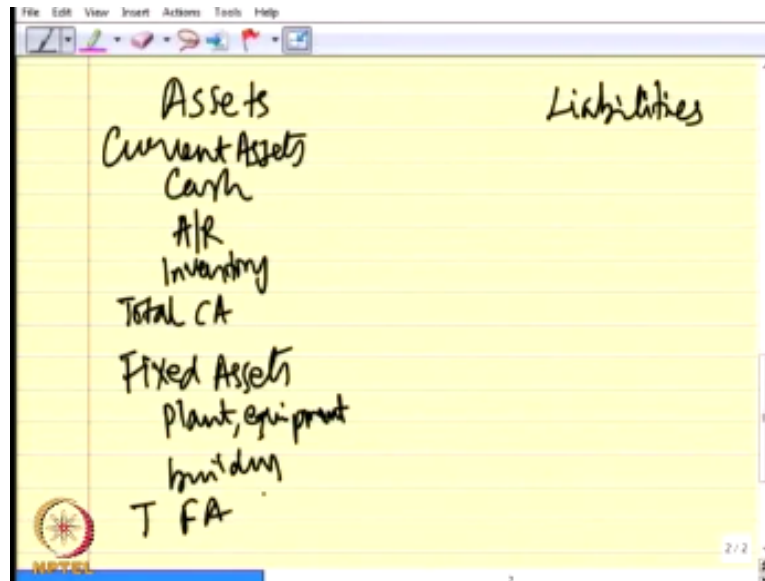 File Edit View Insert Actions Tools Help
Assets Liabilities
Current Assets
Cash
A/R
Inventory
Total CA
Fixed Assets
Plant, equipment
building
T FA
2/2
NPTEL